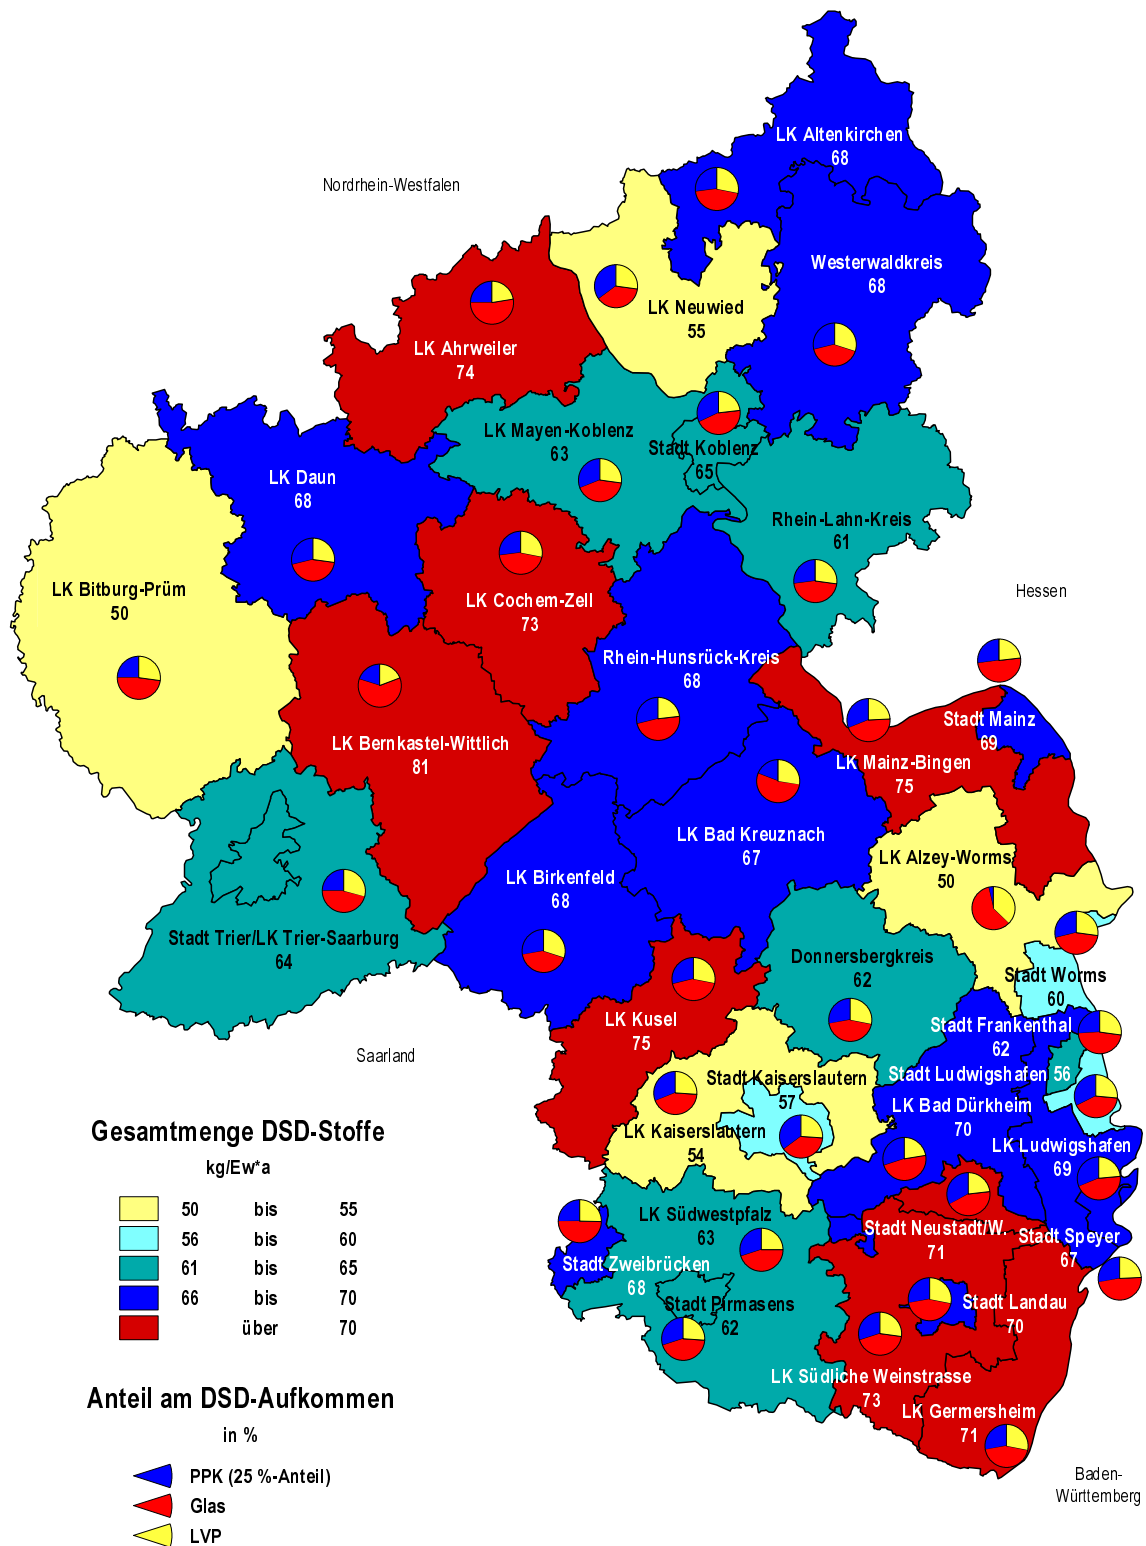 LK Altenkirchen
68
Nordrhein-Westfalen
Westerwaldkreis
68
LK Neuwied
55
LK Ahrweiler
74
LK Mayen-Koblenz
63
Stadt Koblenz
65
LK Daun
68
Rhein-Lahn-Kreis
61
LK Bitburg-Prüm
50
Hessen
LK Cochem-Zell
73
Rhein-Hunsrück-Kreis
68
Stadt Mainz
69
LK Bernkastel-Wittlich
81
LK Mainz-Bingen
75
LK Bad Kreuznach
67
LK Alzey-Worms
50
LK Birkenfeld
68
Stadt Trier/LK Trier-Saarburg
64
Donnersbergkreis
62
Stadt Worms
60
LK Kusel
75
Stadt Frankenthal
62
Saarland
Stadt Ludwigshafen 56
Stadt Kaiserslautern
57
LK Bad Dürkheim
70
LK Kaiserslautern
54
LK Ludwigshafen
69
LK Südwestpfalz
63
Stadt Neustadt/W.
71
Stadt Speyer
67
Stadt Zweibrücken
68
Stadt Pirmasens
62
Stadt Landau
70
LK Südliche Weinstrasse
73
LK Germersheim
71
Baden-
Württemberg
Gesamtmenge DSD-Stoffe
kg/Ew*a
50 bis 55
56 bis 60
61 bis 65
66 bis 70
über 70
Anteil am DSD-Aufkommen
in %
PPK (25 %-Anteil)
Glas
LVP